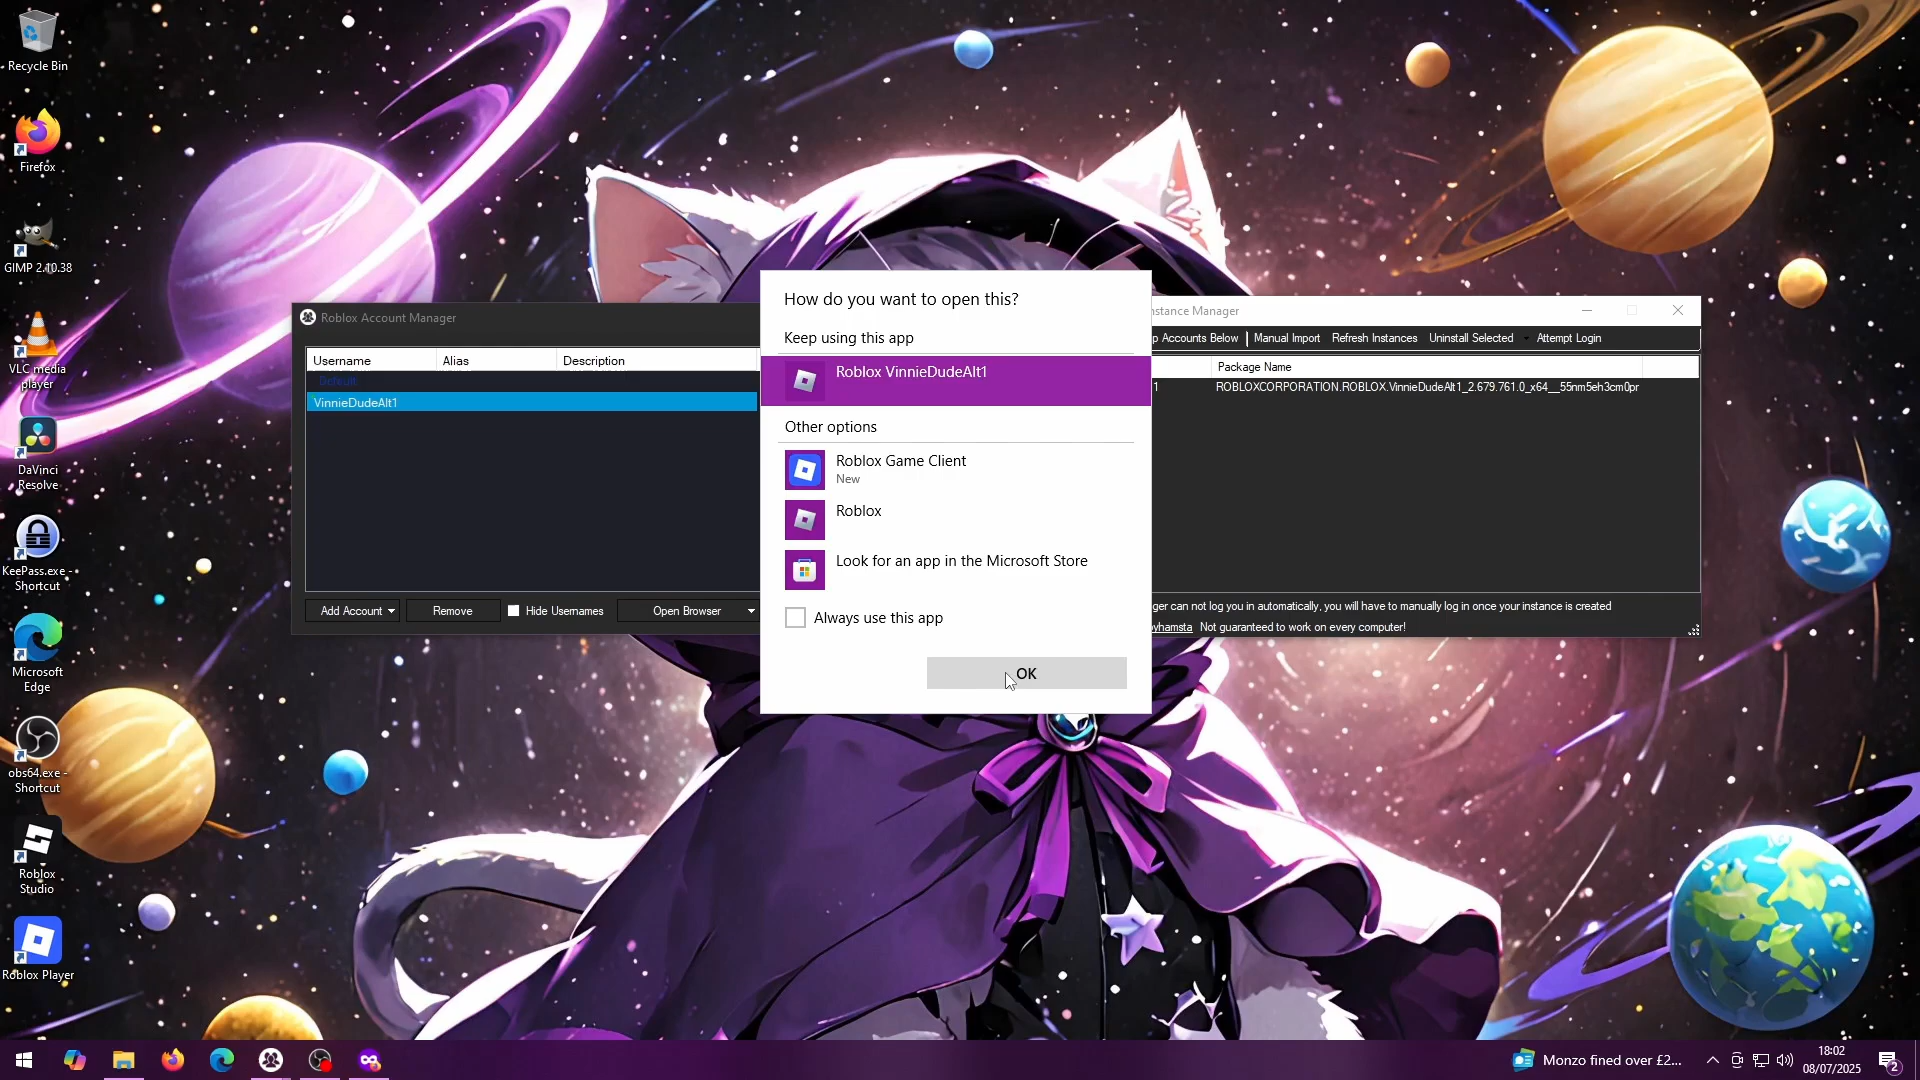 Recycle Bin
Firefox
GIMP 2.10.38
VLC media
player
DaVinci
Resolve
KeePass.exe -
Shortcut
Microsoft
Edge
obs64.exe -
Shortcut
Roblox
Studio
Roblox Player
Roblox Account Manager
Username
Alias
Description
Default
VinnieDudeAlt1
Add Account
Remove
Hide Usernames
Open Browser
How do you want to open this?
Keep using this app
Roblox VinnieDudeAlt1
Other options
Roblox Game Client
New
Roblox
Look for an app in the Microsoft Store
Always use this app
OK
nstance Manager
p Accounts Below
Manual Import
Refresh Instances
Uninstall Selected
Attempt Login
Package Name
1
ROBLOXCORPORATION.ROBLOX.VinnieDudeAlt1_2.679.761.0_x64__55nm5eh3cm0pr
ger can not log you in automatically, you will have to manually log in once your instance is created
oyhamsta Not guaranteed to work on every computer!
Monzo fined over £2...
18:02
08/07/2025
2